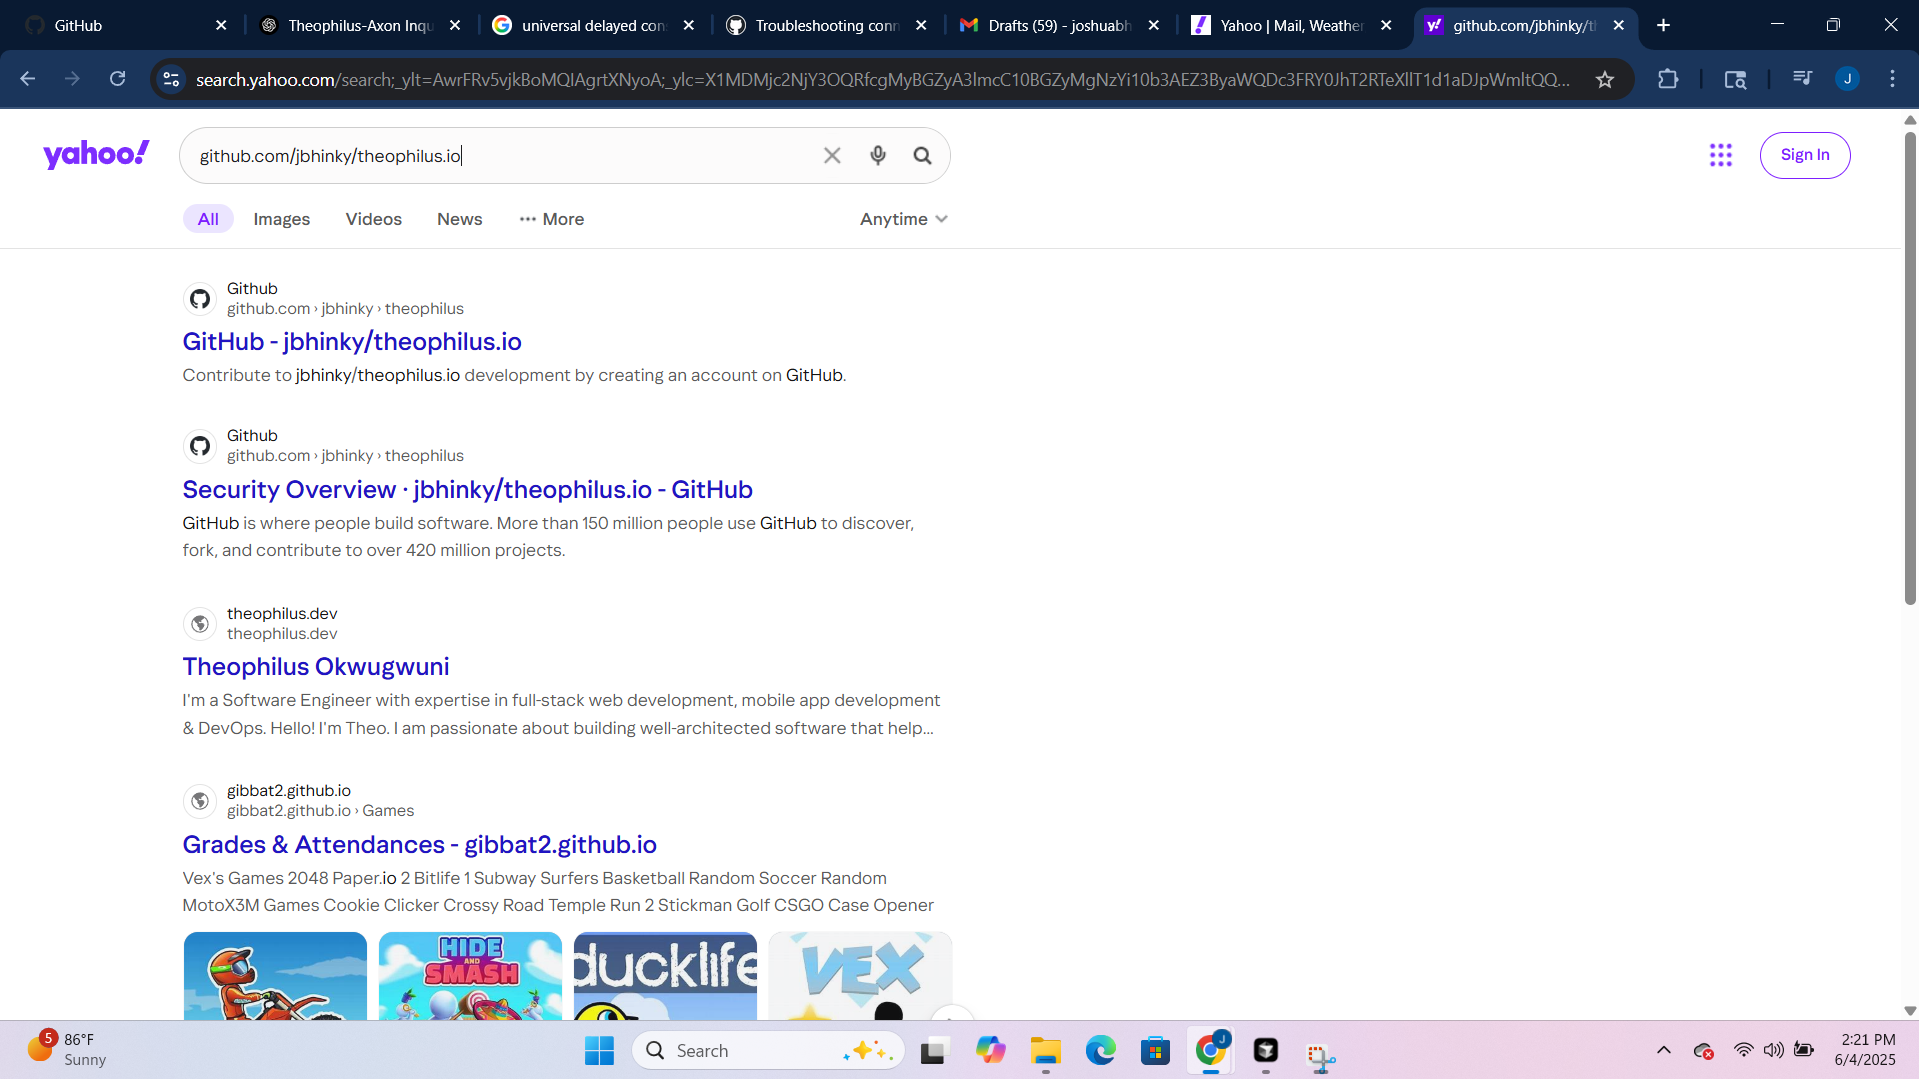 GitHub
Theophilus-Axon Inqu
universal delayed con
Troubleshooting conn
Drafts (59) - joshuabh
Yahoo | Mail, Weather
github.com/jbhinky/th
search.yahoo.com/search;_ylt=AwrFRv5vjkBoMQIAgrtXNyoA;_ylc=X1MDMjc2NjY3OQRfcgMyBGZyA3lmcC10BGZyMgNzYi10b3AEZ3ByaWQDc3FRY0JhT2RTeXllT1d1aDJpWmltQQ...
J
yahoo!
github.com/jbhinky/theophilus.io
Sign In
All
Images
Videos
News
More
Anytime
Github
github.com › jbhinky › theophilus
GitHub - jbhinky/theophilus.io
Contribute to jbhinky/theophilus.io development by creating an account on GitHub.
Github
github.com › jbhinky › theophilus
Security Overview · jbhinky/theophilus.io - GitHub
GitHub is where people build software. More than 150 million people use GitHub to discover,
fork, and contribute to over 420 million projects.
theophilus.dev
theophilus.dev
Theophilus Okwugwuni
I'm a Software Engineer with expertise in full-stack web development, mobile app development
& DevOps. Hello! I'm Theo. I am passionate about building well-architected software that help...
gibbat2.github.io
gibbat2.github.io › Games
Grades & Attendances - gibbat2.github.io
Vex's Games 2048 Paper.io 2 Bitlife 1 Subway Surfers Basketball Random Soccer Random
MotoX3M Games Cookie Clicker Crossy Road Temple Run 2 Stickman Golf CSGO Case Opener
HIDE
AND
SMASH
ducklife
VEX
5
86°F
Sunny
Search
J
2:21 PM
6/4/2025